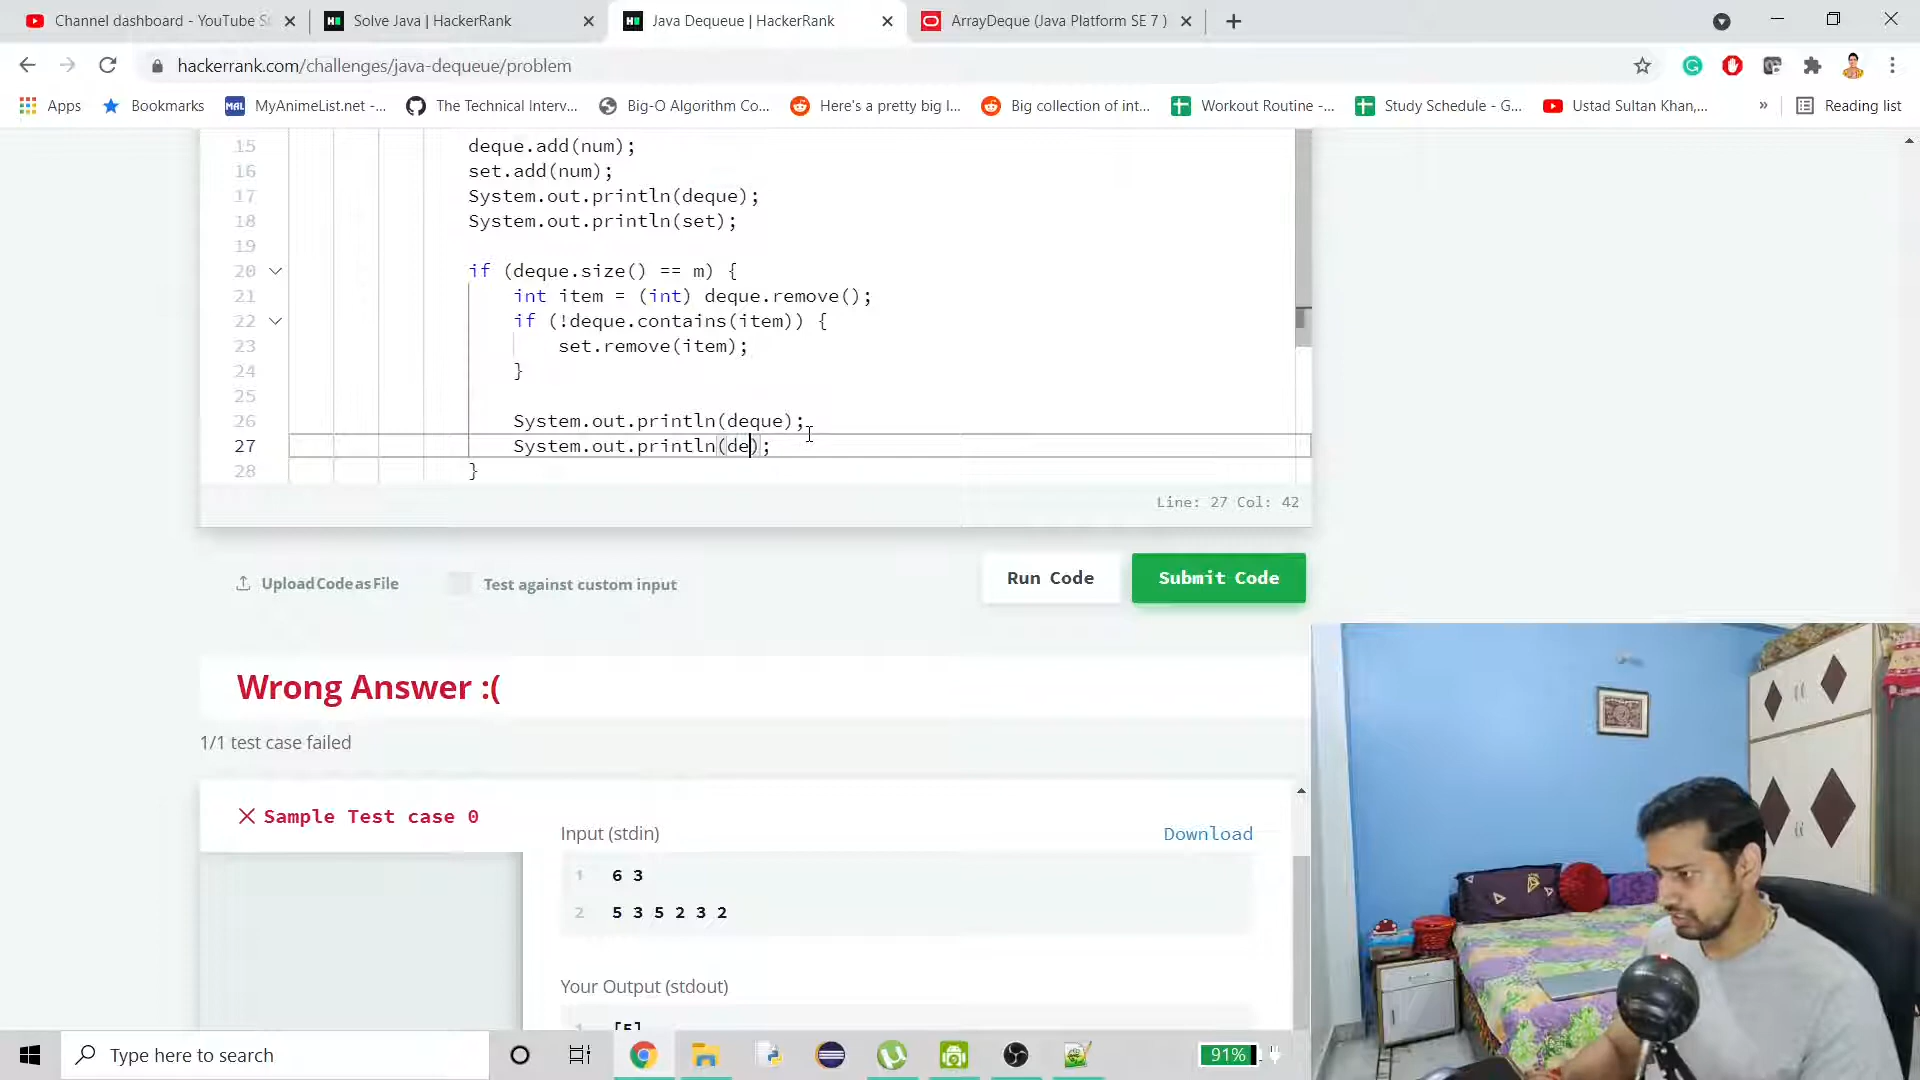 Channel dashboard - YouTube S
Solve Java | HackerRank
Java Dequeue | HackerRank
ArrayDeque (Java Platform SE 7 )
hackerrank.com/challenges/java-dequeue/problem
Apps
Bookmarks
MAL MyAnimeList.net -...
The Technical Interv...
Big-O Algorithm Co...
Here's a pretty big l...
Big collection of int...
Workout Routine -...
Study Schedule - G...
Ustad Sultan Khan,...
»
Reading list
15 deque.add(num);
16 set.add(num);
17 System.out.println(deque);
18 System.out.println(set);
19
20 if (deque.size() == m) {
21 int item = (int) deque.remove();
22 if (!deque.contains(item)) {
23 set.remove(item);
24 }
25
26 System.out.println(deque);
27 System.out.println(de);
28 }
Line: 27 Col: 42
Upload Code as File
Test against custom input
Run Code
Submit Code
Wrong Answer :(
1/1 test case failed
Sample Test case 0
Input (stdin)
Download
1 6 3
2 5 3 5 2 3 2
Your Output (stdout)
1 [5]
Type here to search
91%